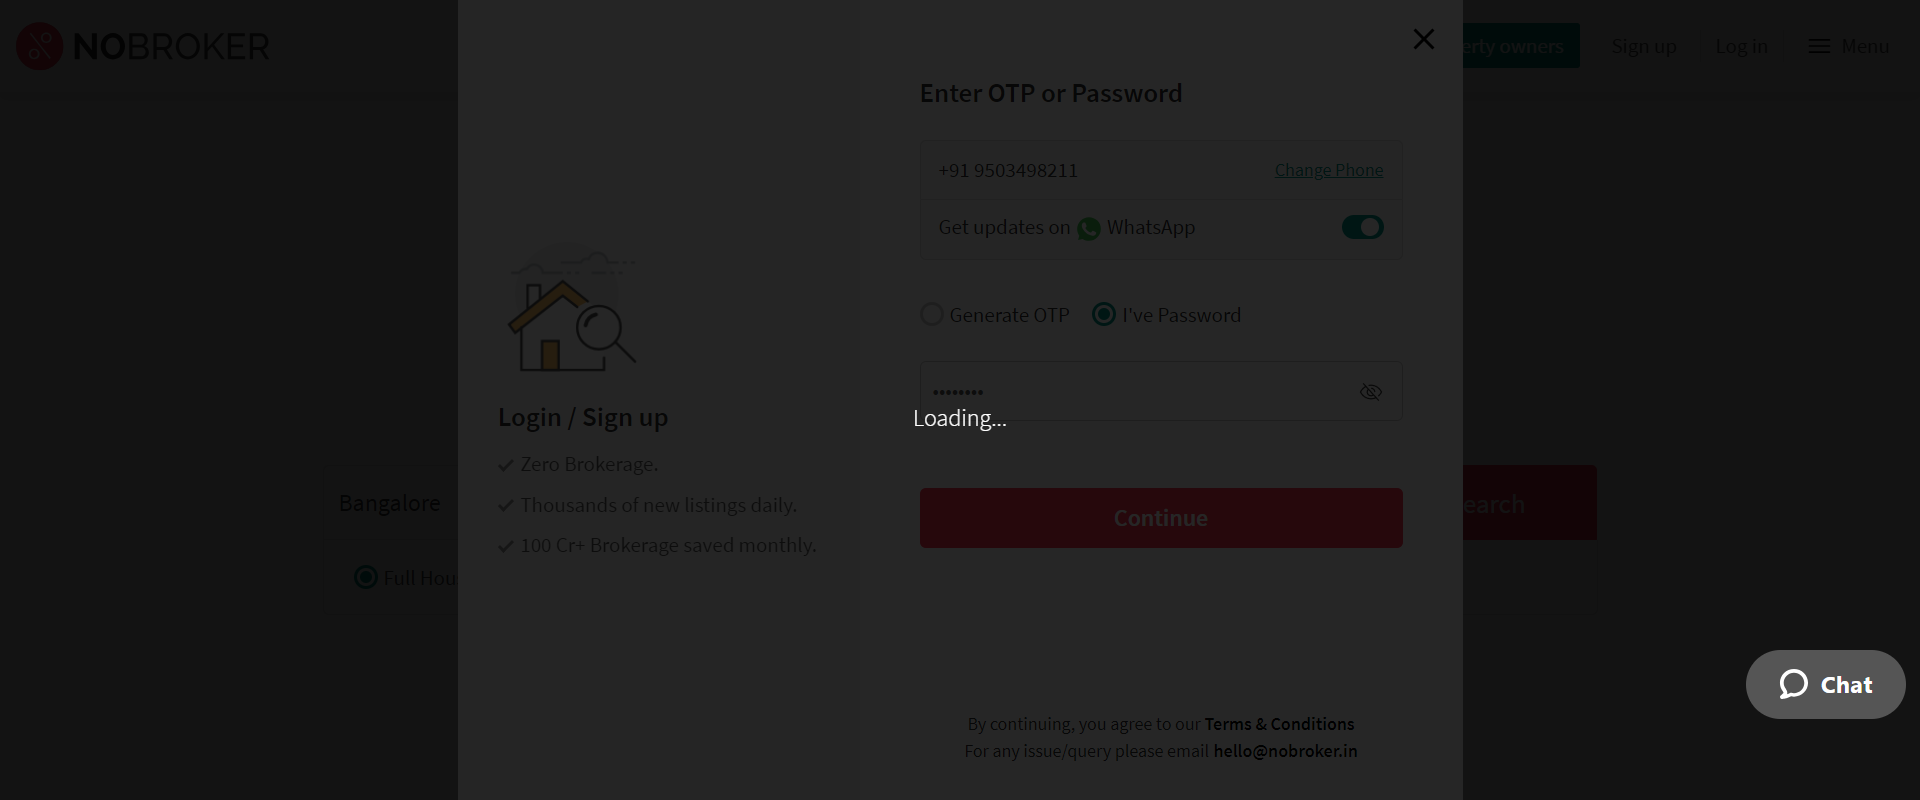 NOBROKER
erty owners
Sign up
Log in
Menu
Enter OTP or Password
+91 9503498211
Change Phone
Get updates on WhatsApp
Generate OTP
I've Password
••••••••
Loading...
Continue
Login / Sign up
Zero Brokerage.
Thousands of new listings daily.
100 Cr+ Brokerage saved monthly.
Bangalore
Full Hou
earch
Chat
By continuing, you agree to our Terms & Conditions
For any issue/query please email hello@nobroker.in